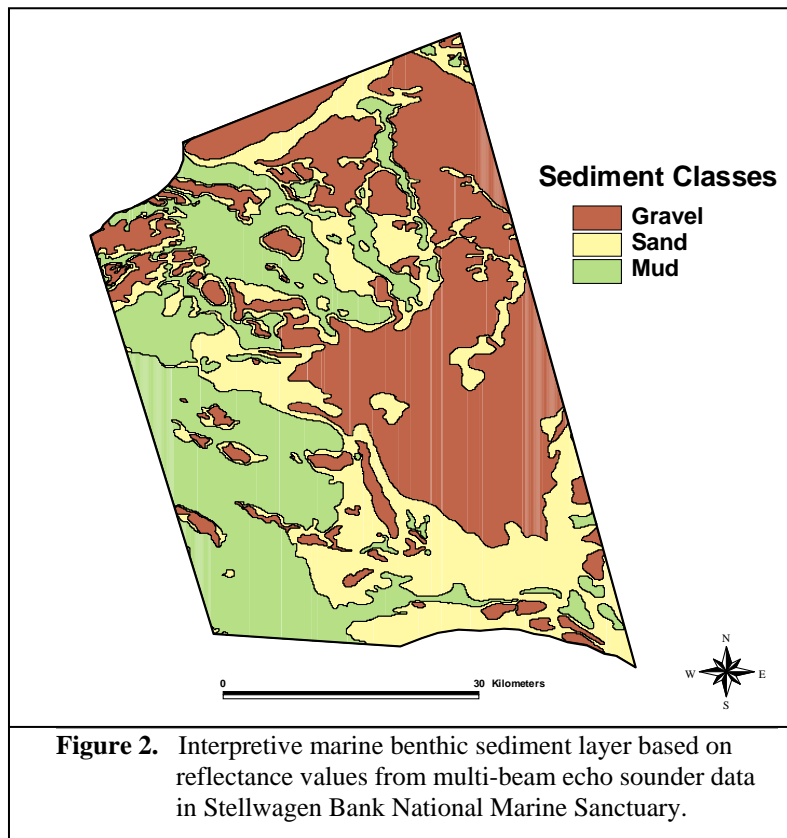 Sediment Classes
Gravel
Sand
Mud
0 30 Kilometers
N
W E
S
Figure 2. Interpretive marine benthic sediment layer based on
reflectance values from multi-beam echo sounder data
in Stellwagen Bank National Marine Sanctuary.